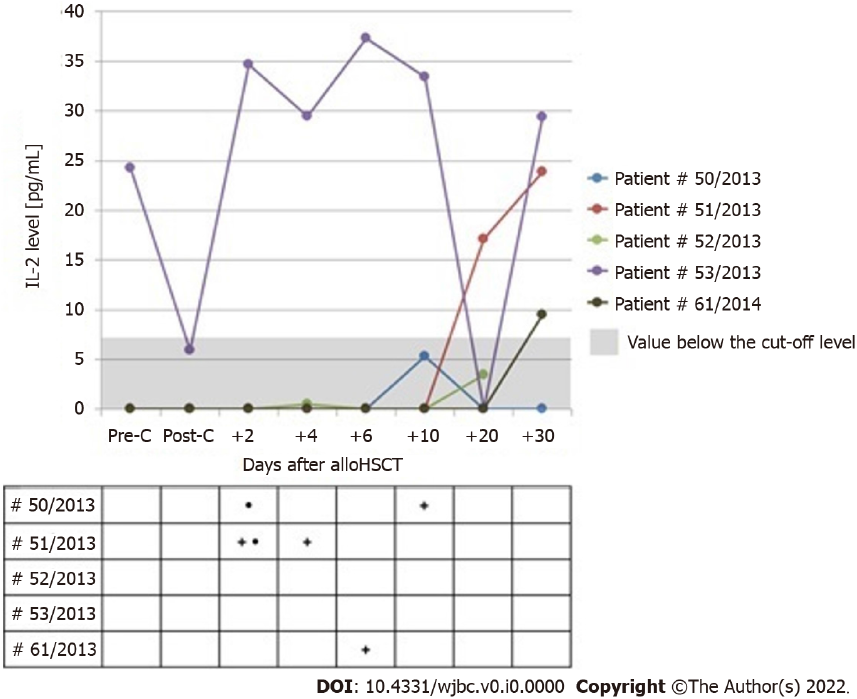 40
35
30
25
20
15
10
5
0
IL-2 level [pg/mL]
Pre-C Post-C +2 +4 +6 +10 +20 +30
Days after alloHSCT
Patient # 50/2013
Patient # 51/2013
Patient # 52/2013
Patient # 53/2013
Patient # 61/2014
Value below the cut-off level
# 50/2013 • +
# 51/2013 + • +
# 52/2013
# 53/2013
# 61/2013 +
DOI: 10.4331/wjbc.v0.i0.0000 Copyright ©The Author(s) 2022.